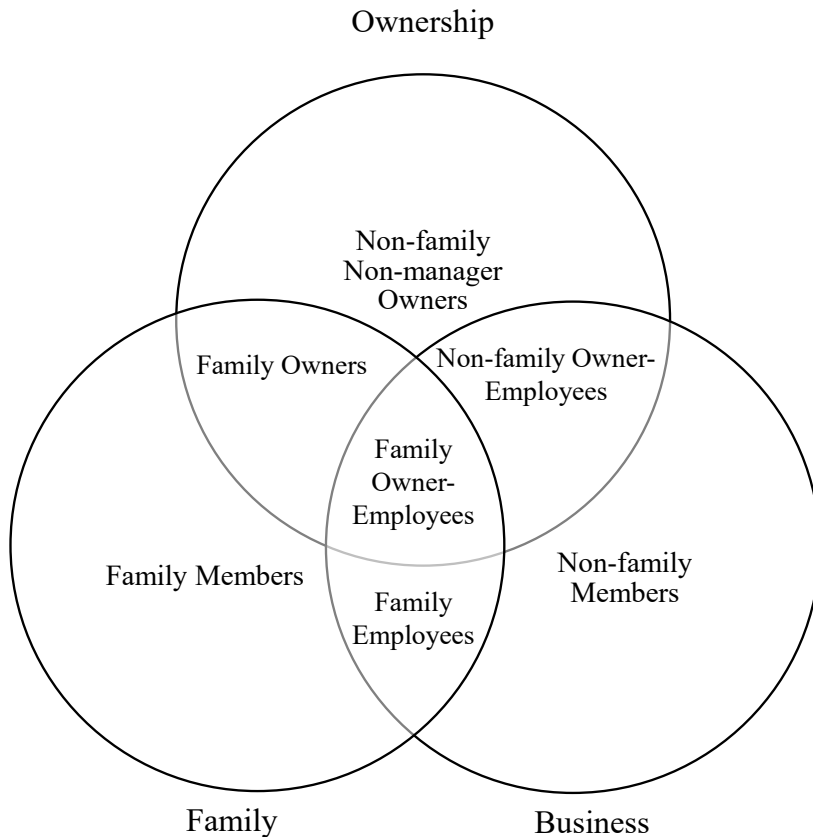 Ownership
Non-family
Non-manager
Owners
Family Owners
Non-family Owner-
Employees
Family
Owner-
Employees
Family Members
Non-family
Members
Family
Employees
Family
Business